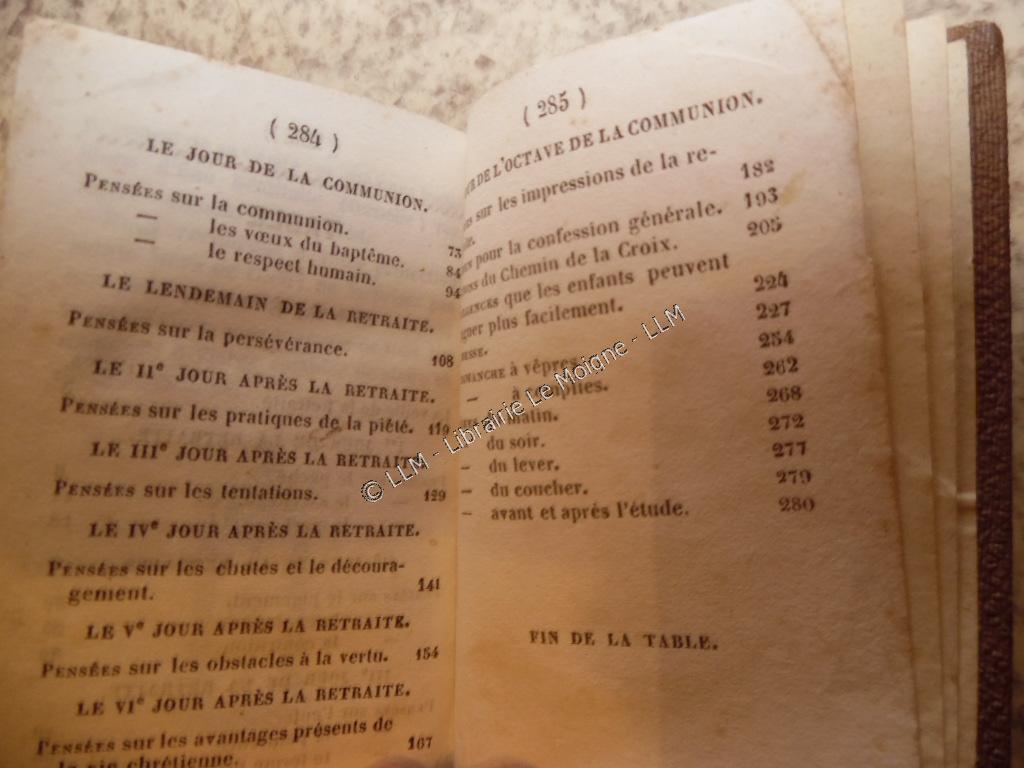 ( 284 )
LE JOUR DE LA COMMUNION.
PENSÉES sur la communion. 73
— les vœux du baptême. 84
— le respect humain. 94
LE LENDEMAIN DE LA RETRAITE.
PENSÉES sur la persévérance. 108
LE IIe JOUR APRÈS LA RETRAITE.
PENSÉES sur les pratiques de la piété. 119
LE IIIe JOUR APRÈS LA RETRAITE
PENSÉES sur les tentations. 129
LE IVe JOUR APRÈS LA RETRAITE.
PENSÉES sur les chutes et le découra-
gement. 141
LE Ve JOUR APRÈS LA RETRAITE.
PENSÉES sur les obstacles à la vertu. 154
LE VIe JOUR APRÈS LA RETRAITE.
PENSÉES sur les avantages présents de
la vie chrétienne. 167
( 285 )
DE L'OCTAVE DE LA COMMUNION.
sur les impressions de la re-
182
pour la confession générale. 193
du Chemin de la Croix. 205
que les enfants peuvent
plus facilement. 224
227
à vêpres. 254
— à complies. 262
matin. 268
du soir. 272
— du lever. 277
— du coucher. 279
— avant et après l'étude. 280
FIN DE LA TABLE.
© LLM - Librairie Le Moigne - LLM